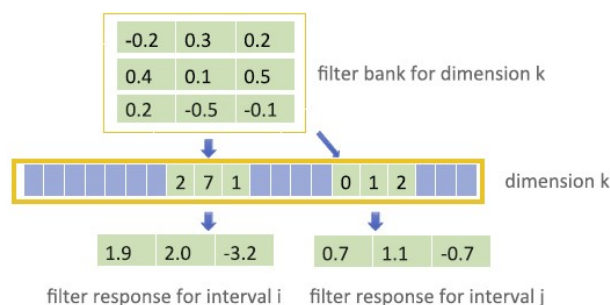 -0.2 0.3 0.2
0.4 0.1 0.5
filter bank for dimension k
0.2 -0.5 -0.1
2 7 1 0 1 2
dimension k
1.9 2.0 -3.2 0.7 1.1 -0.7
filter response for interval i filter response for interval j